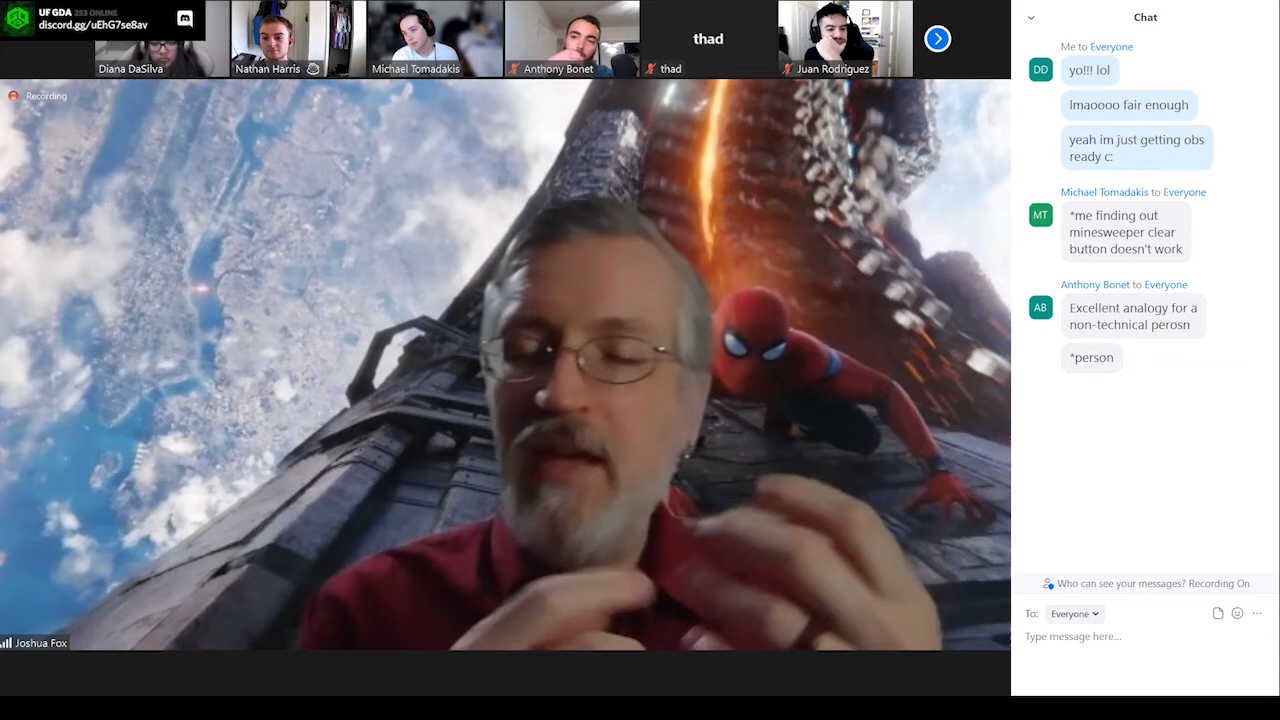 UF GDA 253 ONLINE
discord.gg/uEhG7se8av
Diana DaSilva
Nathan Harris
Michael Tomadakis
Anthony Bonet
thad
thad
Juan Rodriguez
Recording
Joshua Fox
Chat
Me to Everyone
DD
yo!!! lol
lmaoooo fair enough
yeah im just getting obs
ready c:
Michael Tomadakis to Everyone
MT
*me finding out
minesweeper clear
button doesn't work
Anthony Bonet to Everyone
AB
Excellent analogy for a
non-technical perosn
*person
Who can see your messages? Recording On
To: Everyone
Type message here...